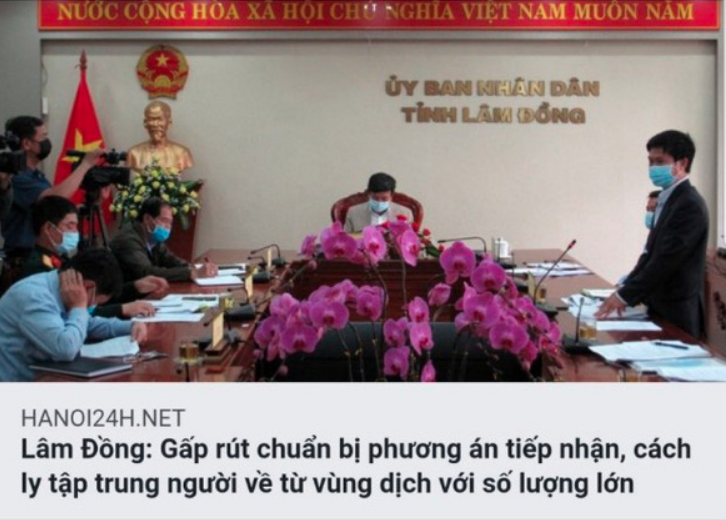 NƯỚC CỘNG HÒA XÃ HỘI CHỦ NGHĨA VIỆT NAM MUÔN NĂM
ỦY BAN NHÂN DÂN
TỈNH LÂM ĐỒNG
HANOI24H.NET
Lâm Đồng: Gấp rút chuẩn bị phương án tiếp nhận, cách
ly tập trung người về từ vùng dịch với số lượng lớn